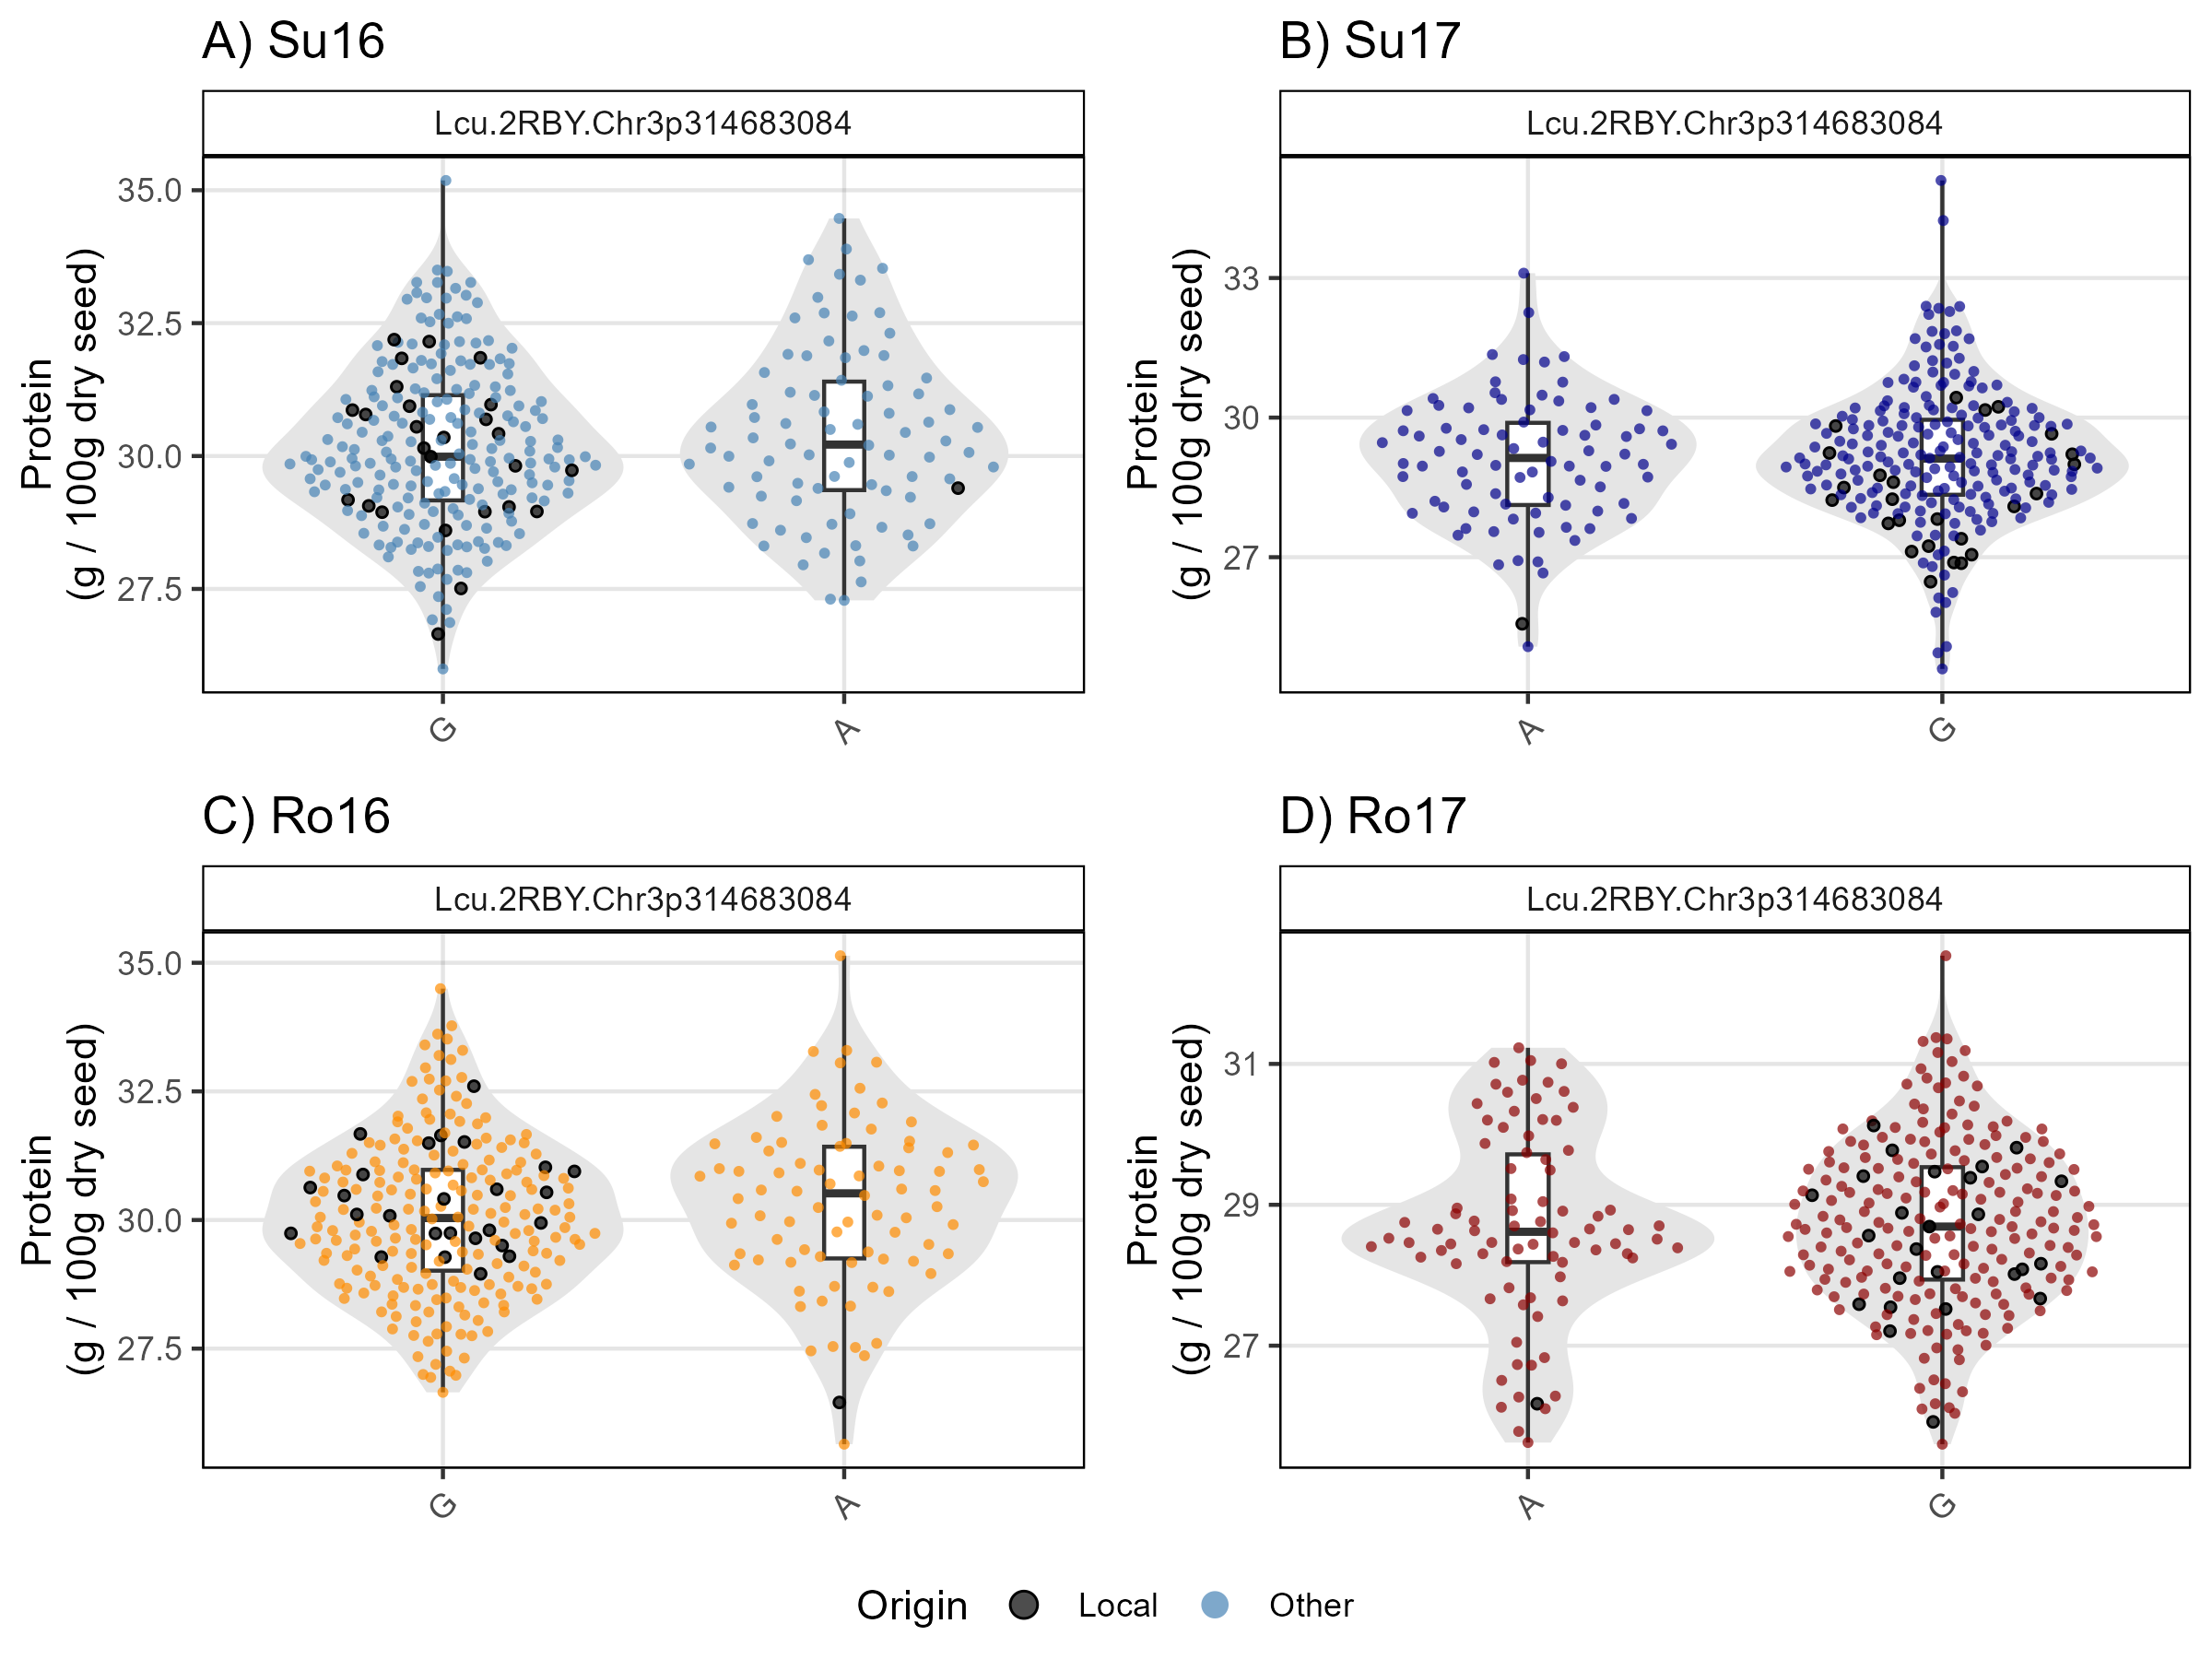 A) Su16
Lcu.2RBY.Chr3p314683084
Protein
(g / 100g dry seed)
35.0
32.5
30.0
27.5
G
A
B) Su17
Lcu.2RBY.Chr3p314683084
Protein
(g / 100g dry seed)
33
30
27
A
G
C) Ro16
Lcu.2RBY.Chr3p314683084
Protein
(g / 100g dry seed)
35.0
32.5
30.0
27.5
G
A
D) Ro17
Lcu.2RBY.Chr3p314683084
Protein
(g / 100g dry seed)
31
29
27
A
G
Origin Local Other